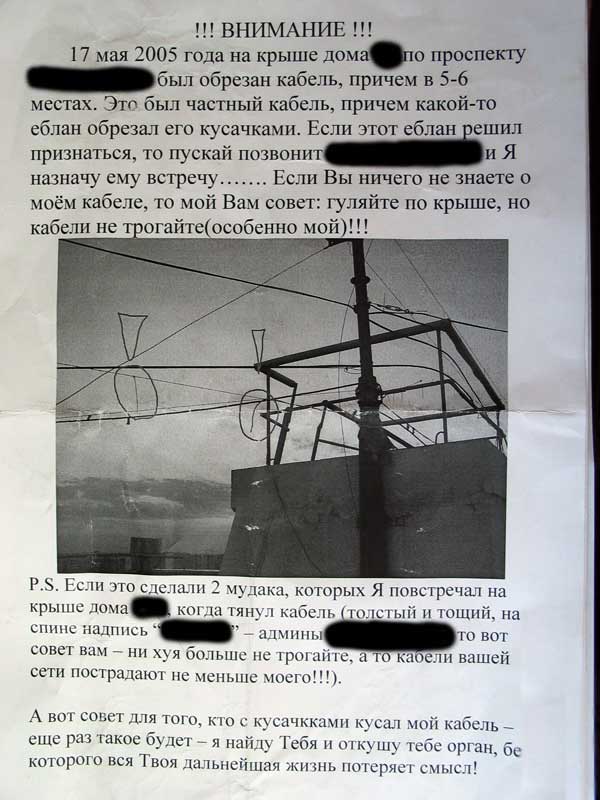 !!! ВНИМАНИЕ !!!
17 мая 2005 года на крыше дома по проспекту
был обрезан кабель, причем в 5-6
местах. Это был частный кабель, причем какой-то
еблан обрезал его кусачками. Если этот еблан решил
признаться, то пускай позвонит и Я
назначу ему встречу……. Если Вы ничего не знаете о
моём кабеле, то мой Вам совет: гуляйте по крыше, но
кабели не трогайте(особенно мой)!!!
P.S. Если это сделали 2 мудака, которых Я повстречал на
крыше дома , когда тянул кабель (толстый и тощий, на
спине надпись “ ” – админы то вот
совет вам – ни хуя больше не трогайте, а то кабели вашей
сети пострадают не меньше моего!!!).
А вот совет для того, кто с кусачкками кусал мой кабель –
еще раз такое будет – я найду Тебя и откушу тебе орган, бе
которого вся Твоя дальнейшая жизнь потеряет смысл!